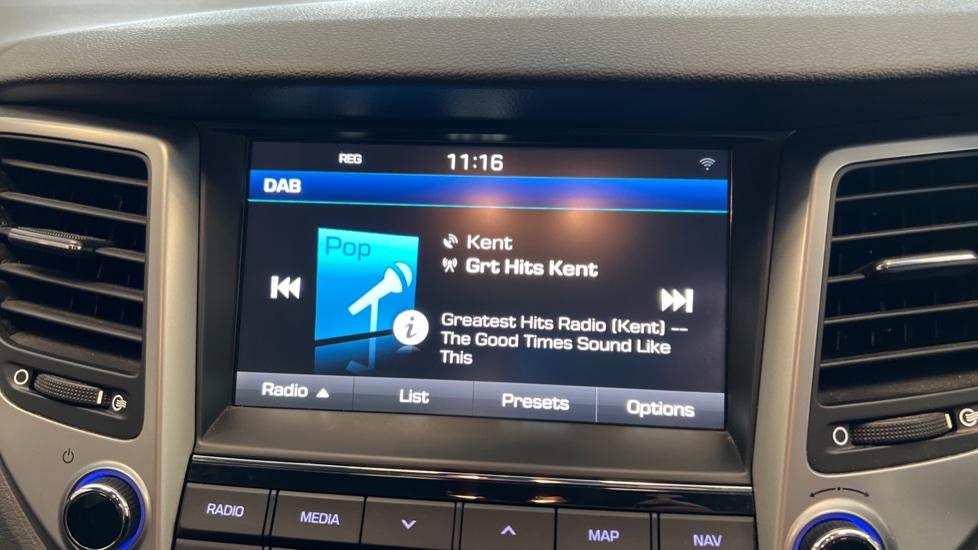 REG 11:16
DAB
Pop
Kent
Grt Hits Kent
i
Greatest Hits Radio (Kent) --
The Good Times Sound Like
This
Radio ▲ List Presets Options
RADIO MEDIA MAP NAV